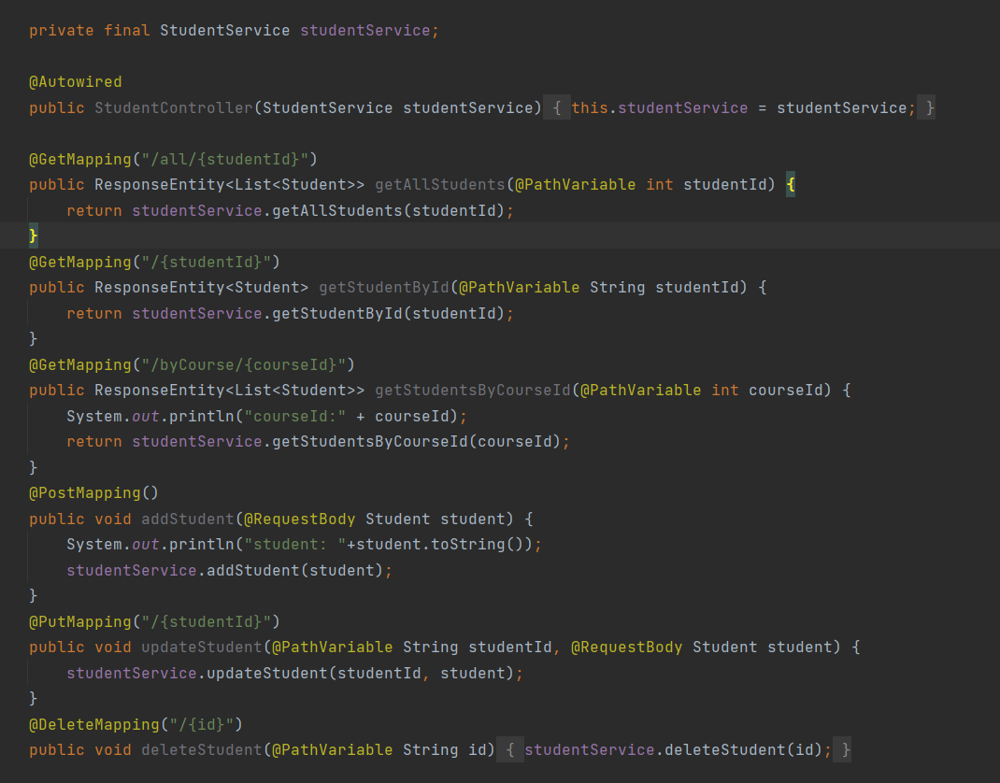 private final StudentService studentService;
@Autowired
public StudentController(StudentService studentService) { this.studentService = studentService; }
@GetMapping("/all/{studentId}")
public ResponseEntity<List<Student>> getAllStudents(@PathVariable int studentId) {
return studentService.getAllStudents(studentId);
}
@GetMapping("/{studentId}")
public ResponseEntity<Student> getStudentById(@PathVariable String studentId) {
return studentService.getStudentById(studentId);
}
@GetMapping("/byCourse/{courseId}")
public ResponseEntity<List<Student>> getStudentsByCourseId(@PathVariable int courseId) {
System.out.println("courseId:" + courseId);
return studentService.getStudentsByCourseId(courseId);
}
@PostMapping()
public void addStudent(@RequestBody Student student) {
System.out.println("student: "+student.toString());
studentService.addStudent(student);
}
@PutMapping("/{studentId}")
public void updateStudent(@PathVariable String studentId, @RequestBody Student student) {
studentService.updateStudent(studentId, student);
}
@DeleteMapping("/{id}")
public void deleteStudent(@PathVariable String id) { studentService.deleteStudent(id); }